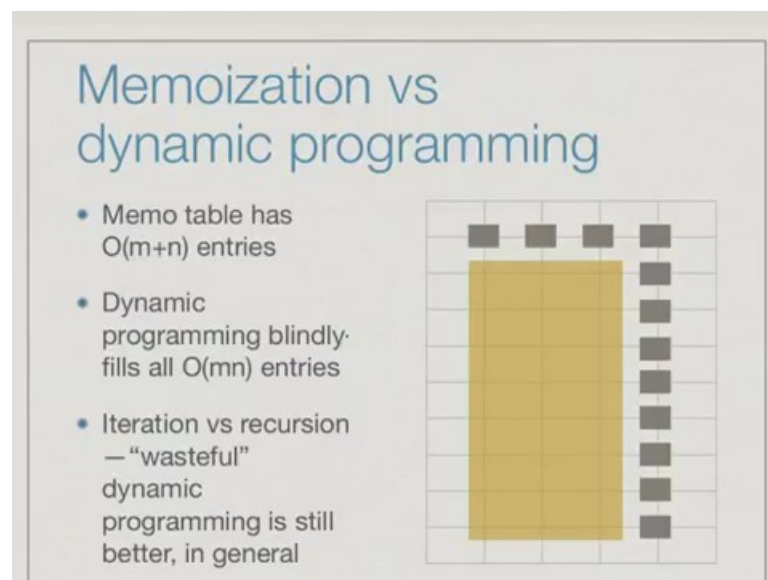 Memoization vs
dynamic programming
• Memo table has
O(m+n) entries
• Dynamic
programming blindly
fills all O(mn) entries
• Iteration vs recursion
—“wasteful”
dynamic
programming is still
better, in general